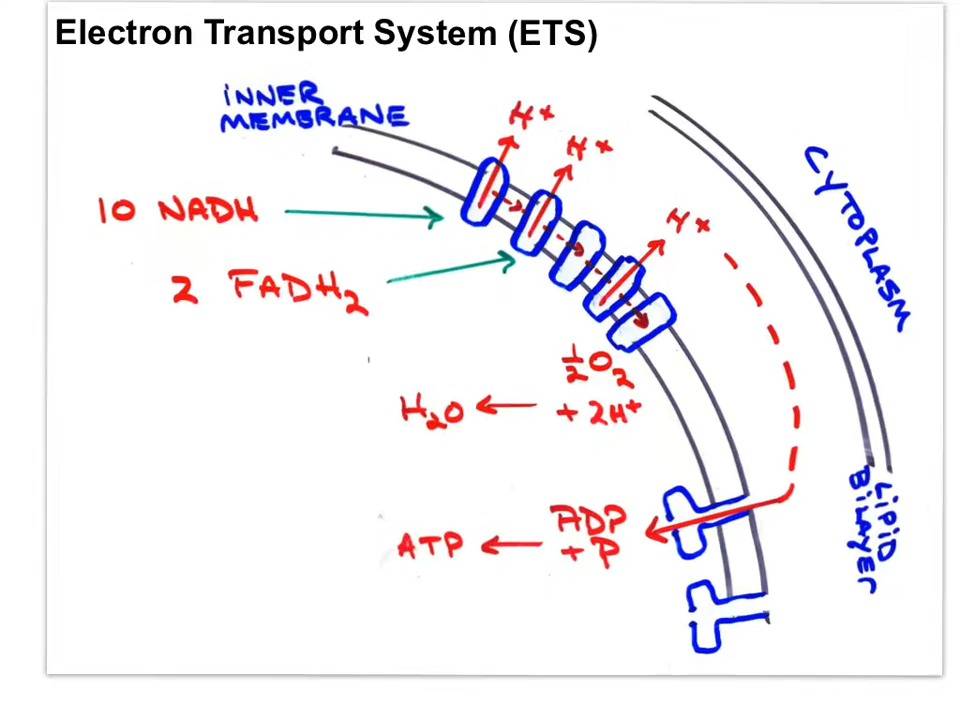 Electron Transport System (ETS)
INNER
MEMBRANE
H+
H+
H+
CYTOPLASM
10 NADH
2 FADH₂
½O₂
+ 2H⁺
H₂O
LIPID
BILAYER
ADP
+ P
ATP